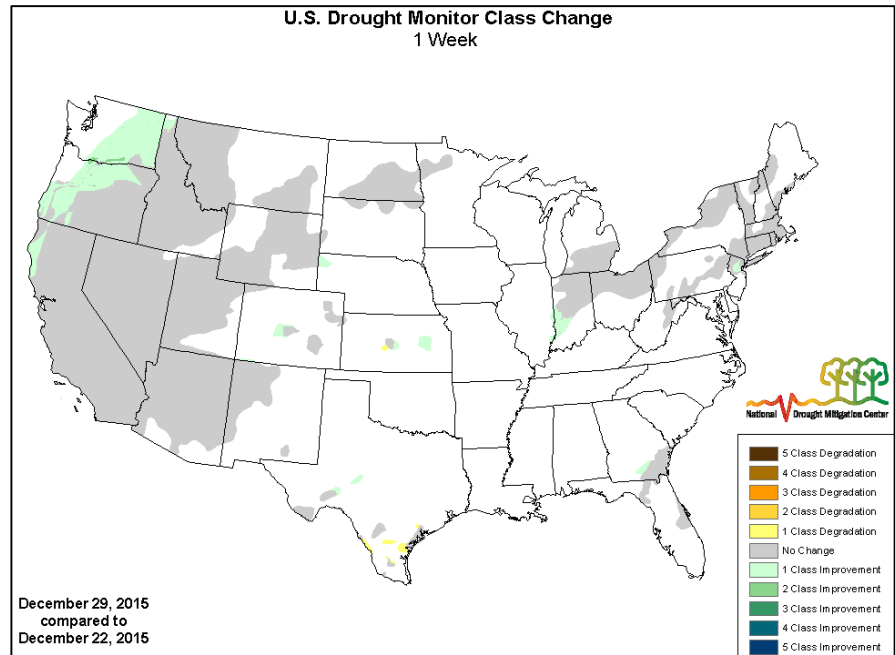 U.S. Drought Monitor Class Change
1 Week
National Drought Mitigation Center
5 Class Degradation
4 Class Degradation
3 Class Degradation
2 Class Degradation
1 Class Degradation
No Change
1 Class Improvement
2 Class Improvement
3 Class Improvement
4 Class Improvement
5 Class Improvement
December 29, 2015
compared to
December 22, 2015